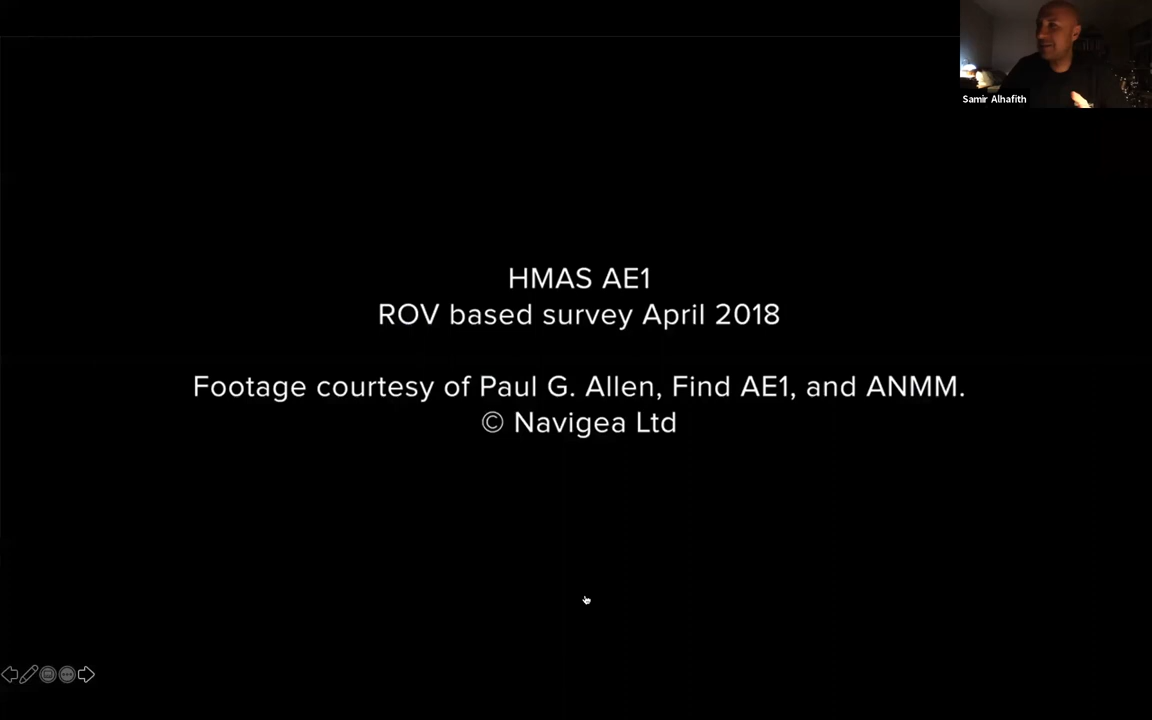 Samir Alhafith
HMAS AE1
ROV based survey April 2018
Footage courtesy of Paul G. Allen, Find AE1, and ANMM.
© Navigea Ltd